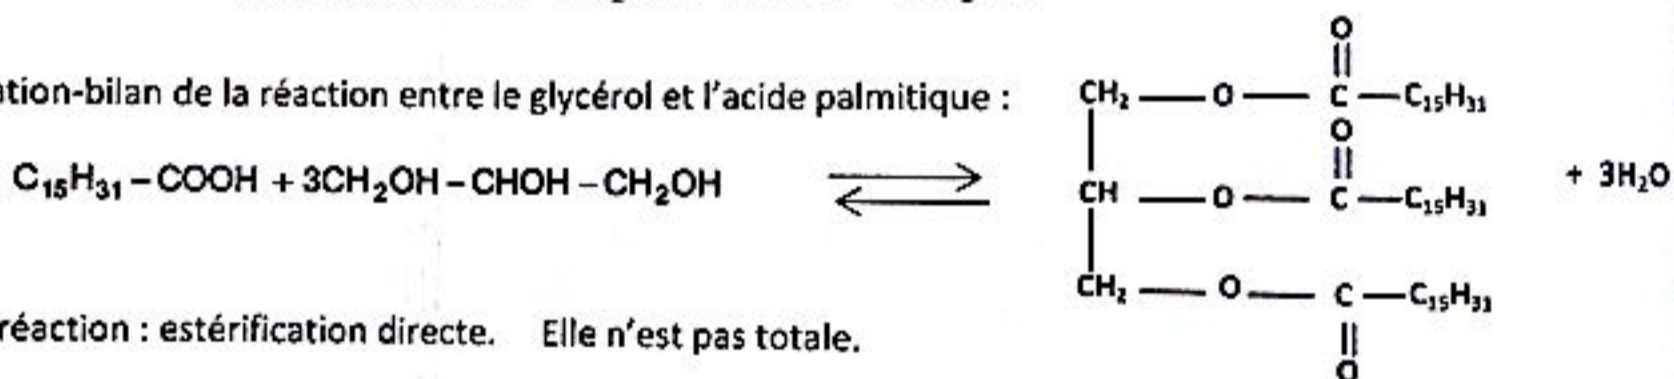 ation-bilan de la réaction entre le glycérol et l'acide palmitique :
C₁₅H₃₁ – COOH + 3CH₂OH – CHOH – CH₂OH ⇌
O
||
CH₂ — O — C — C₁₅H₃₁
O
||
CH — O — C — C₁₅H₃₁ + 3H₂O
CH₂ — O — C — C₁₅H₃₁
||
O
réaction : estérification directe. Elle n'est pas totale.